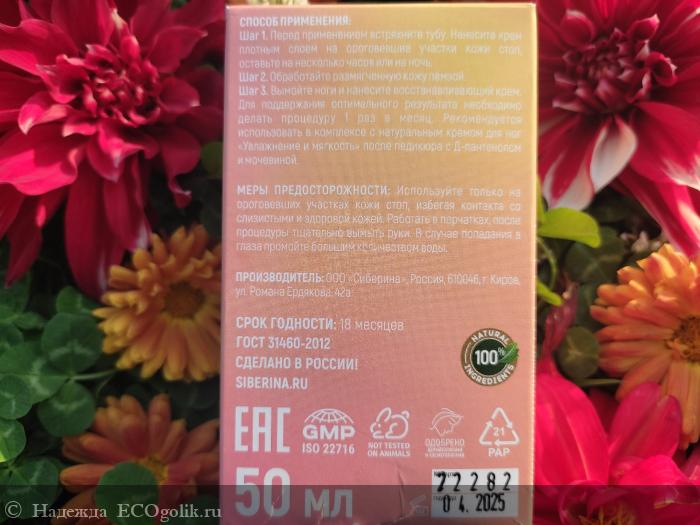 СПОСОБ ПРИМЕНЕНИЯ:
Шаг 1. Перед применением встряхните тубу. Нанесите крем
плотным слоем на ороговевшие участки кожи стоп,
оставьте на несколько часов или на ночь.
Шаг 2. Обработайте размягченную кожу пемзой.
Шаг 3. Вымойте ноги и нанесите восстанавливающий крем.
Для поддержания оптимального результата необходимо
делать процедуру 1 раз в месяц. Рекомендуется
использовать в комплексе с натуральным кремом для ног
«Увлажнение и мягкость» после педикюра с Д-пантенолом
и мочевиной.
МЕРЫ ПРЕДОСТОРОЖНОСТИ: Используйте только на
ороговевших участках кожи стоп, избегая контакта со
слизистыми и здоровой кожей. Работать в перчатках, после
процедуры тщательно вымыть руки. В случае попадания в
глаза промойте большим количеством воды.
ПРОИЗВОДИТЕЛЬ: ООО «Сиберина», Россия, 610046, г. Киров,
ул. Романа Ердякова, 42а
СРОК ГОДНОСТИ: 18 месяцев
ГОСТ 31460-2012
СДЕЛАНО В РОССИИ!
SIBERINA.RU
NATURAL
100%
INGREDIENTS
EAC
GMP
ISO 22716
NOT TESTED
ON ANIMALS
ОДОБРЕНО
21
PAP
50 МЛ
22282
04.2025
© Надежда ECOgolik.ru